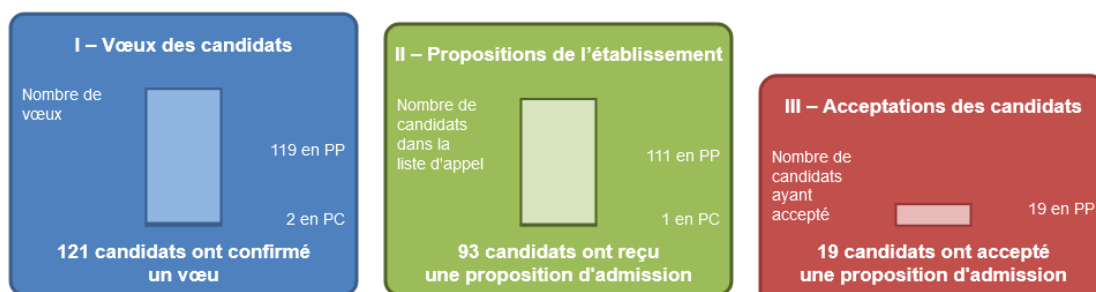 I – Vœux des candidats
Nombre de
vœux
119 en PP
2 en PC
121 candidats ont confirmé
un vœu
II – Propositions de l'établissement
Nombre de
candidats
dans la
liste d'appel
111 en PP
1 en PC
93 candidats ont reçu
une proposition d'admission
III – Acceptations des candidats
Nombre de
candidats
ayant
accepté
19 en PP
19 candidats ont accepté
une proposition d'admission